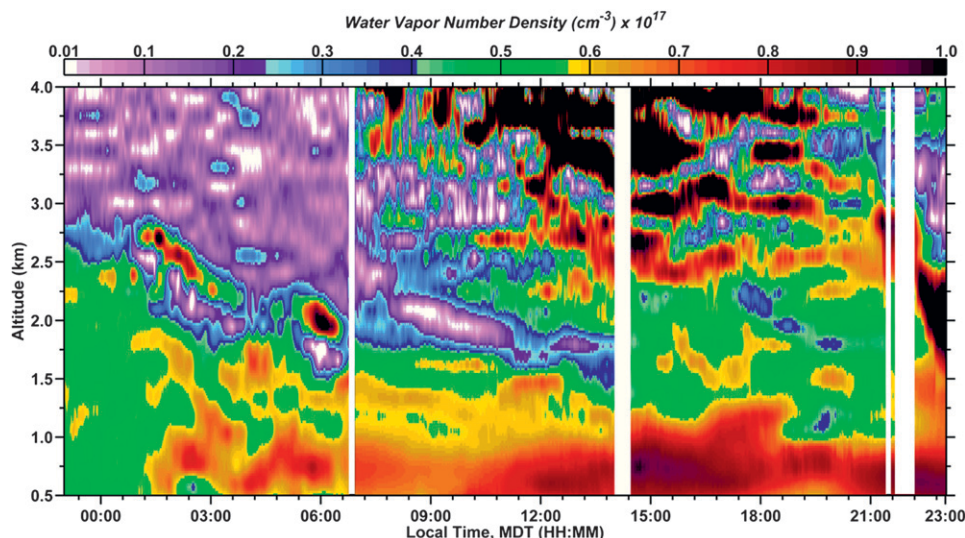 Water Vapor Number Density (cm⁻³) x 10¹⁷
0.01 0.1 0.2 0.3 0.4 0.5 0.6 0.7 0.8 0.9 1.0
4.0
3.5
3.0
2.5
2.0
1.5
1.0
0.5
Altitude (km)
00:00 03:00 06:00 09:00 12:00 15:00 18:00 21:00 23:00
Local Time, MDT (HH:MM)